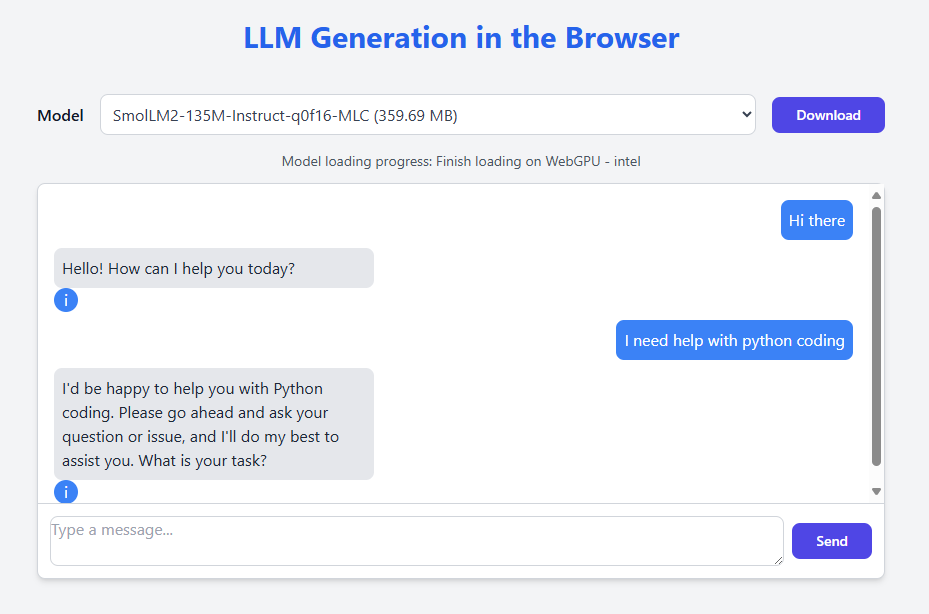 LLM Generation in the Browser
Model
SmolLM2-135M-Instruct-q0f16-MLC (359.69 MB)
Download
Model loading progress: Finish loading on WebGPU - intel
Hi there
Hello! How can I help you today?
i
I need help with python coding
I'd be happy to help you with Python
coding. Please go ahead and ask your
question or issue, and I'll do my best to
assist you. What is your task?
i
Type a message...
Send